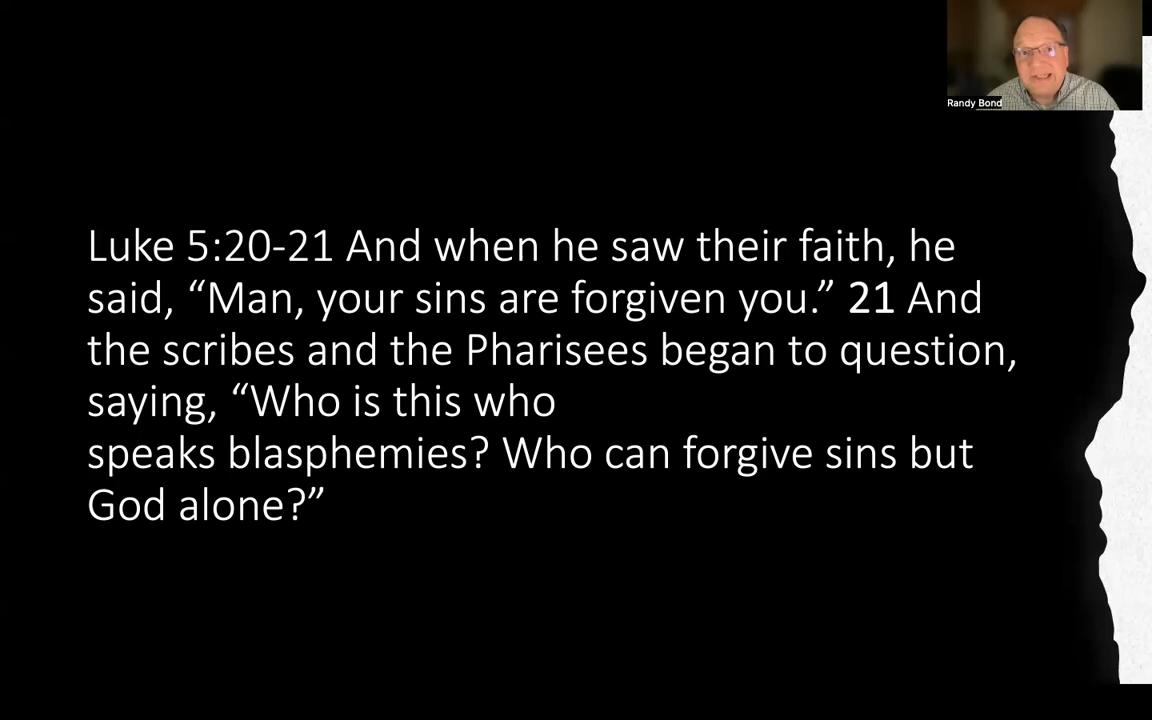 Randy Bond
Luke 5:20-21 And when he saw their faith, he
said, “Man, your sins are forgiven you.” 21 And
the scribes and the Pharisees began to question,
saying, “Who is this who
speaks blasphemies? Who can forgive sins but
God alone?”